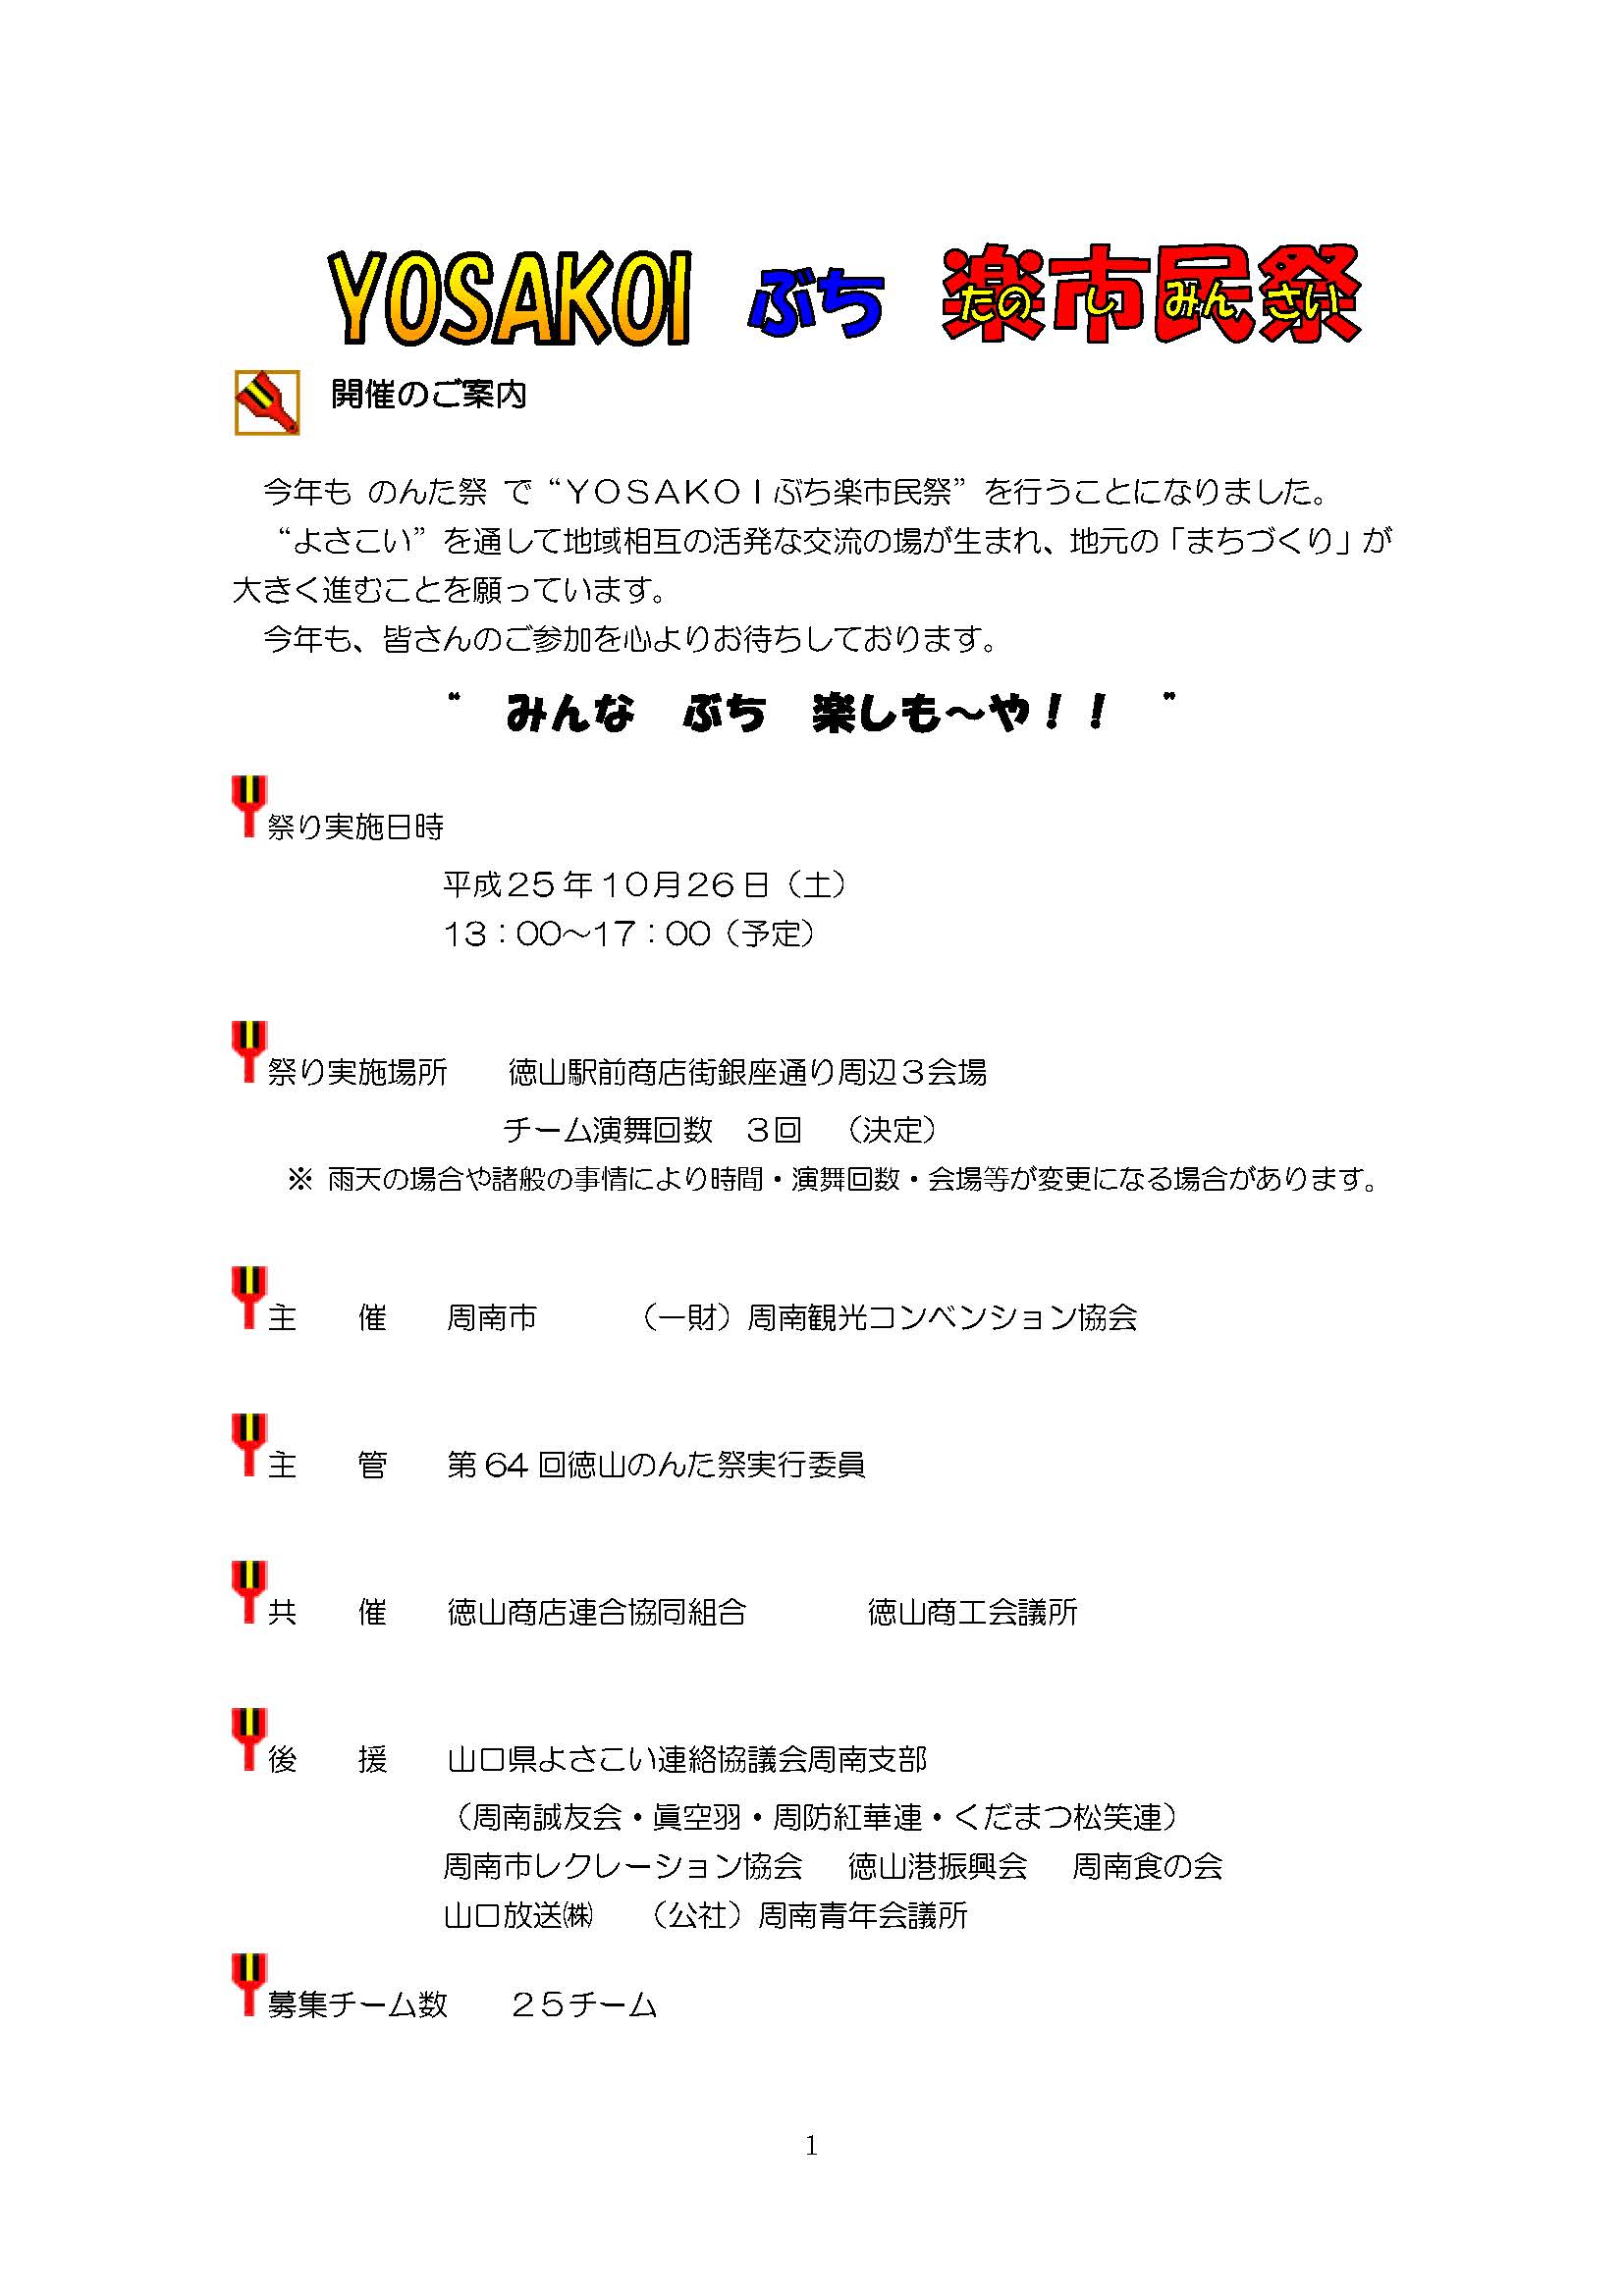 YOSAKOI ぶち 楽市民祭
たの し みん さい
開催のご案内
今年も のんた祭 で“ＹＯＳＡＫＯＩぶち楽市民祭”を行うことになりました。
“よさこい”を通して地域相互の活発な交流の場が生まれ、地元の「まちづくり」が
大きく進むことを願っています。
今年も、皆さんのご参加を心よりお待ちしております。
“ みんな ぶち 楽しも～や！！ ”
祭り実施日時
平成２５年１０月２６日（土）
１３：００～１７：００（予定）
祭り実施場所 徳山駅前商店街銀座通り周辺３会場
チーム演舞回数 ３回 （決定）
※ 雨天の場合や諸般の事情により時間・演舞回数・会場等が変更になる場合があります。
主 催 周南市 （一財）周南観光コンベンション協会
主 管 第 64 回徳山のんた祭実行委員
共 催 徳山商店連合協同組合 徳山商工会議所
後 援 山口県よさこい連絡協議会周南支部
（周南誠友会・眞空羽・周防紅華連・くだまつ松笑連）
周南市レクレーション協会 徳山港振興会 周南食の会
山口放送㈱ （公社）周南青年会議所
募集チーム数 ２５チーム
1